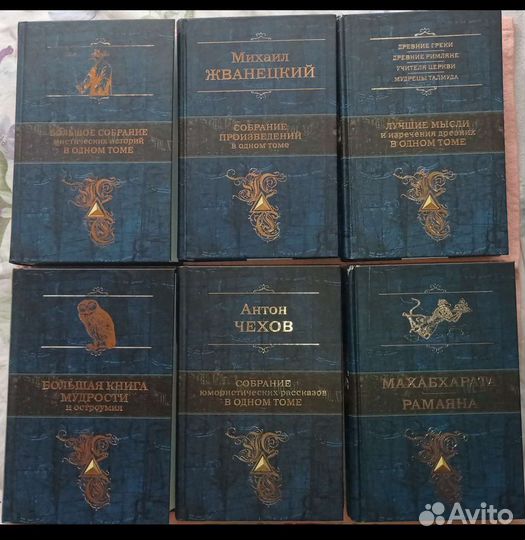 БОЛЬШОЕ СОБРАНИЕ
мистических историй
В ОДНОМ ТОМЕ
Михаил
ЖВАНЕЦКИЙ
СОБРАНИЕ
ПРОИЗВЕДЕНИЙ
в одном томе
ДРЕВНИЕ ГРЕКИ
ДРЕВНИЕ РИМЛЯНЕ
УЧИТЕЛЯ ЦЕРКВИ
МУДРЕЦЫ ТАЛМУДА
ЛУЧШИЕ МЫСЛИ
и изречения древних
В ОДНОМ ТОМЕ
БОЛЬШАЯ КНИГА
МУДРОСТИ
и остроумия
Антон
ЧЕХОВ
СОБРАНИЕ
юмористических рассказов
В ОДНОМ ТОМЕ
МАХАБХАРАТА
РАМАЯНА
Avito